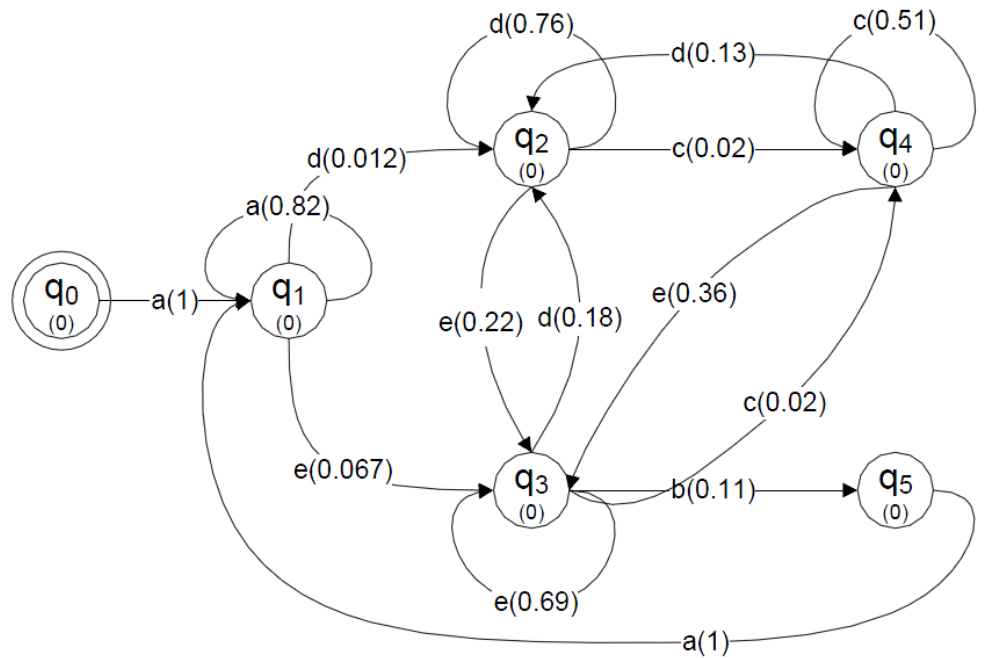 d(0.76)
c(0.51)
d(0.13)
q2
(0)
c(0.02)
q4
(0)
d(0.012)
a(0.82)
q0
(0)
a(1)
q1
(0)
e(0.22)
d(0.18)
e(0.36)
c(0.02)
e(0.067)
q3
(0)
b(0.11)
q5
(0)
e(0.69)
a(1)